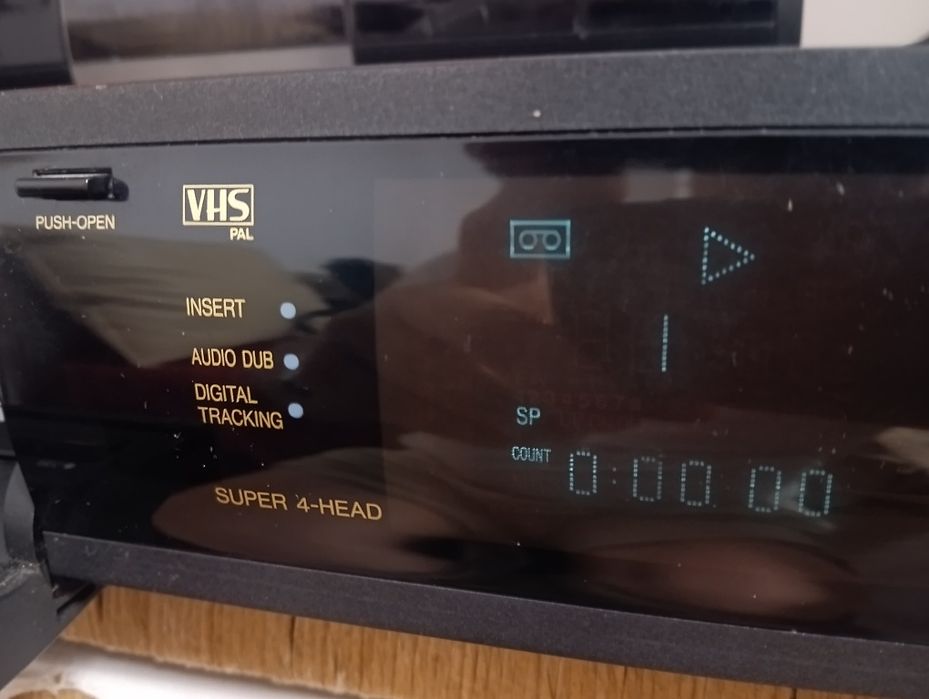 PUSH-OPEN
VHS
PAL
INSERT
AUDIO DUB
DIGITAL
TRACKING
SUPER 4-HEAD
SP
COUNT 0:00 00